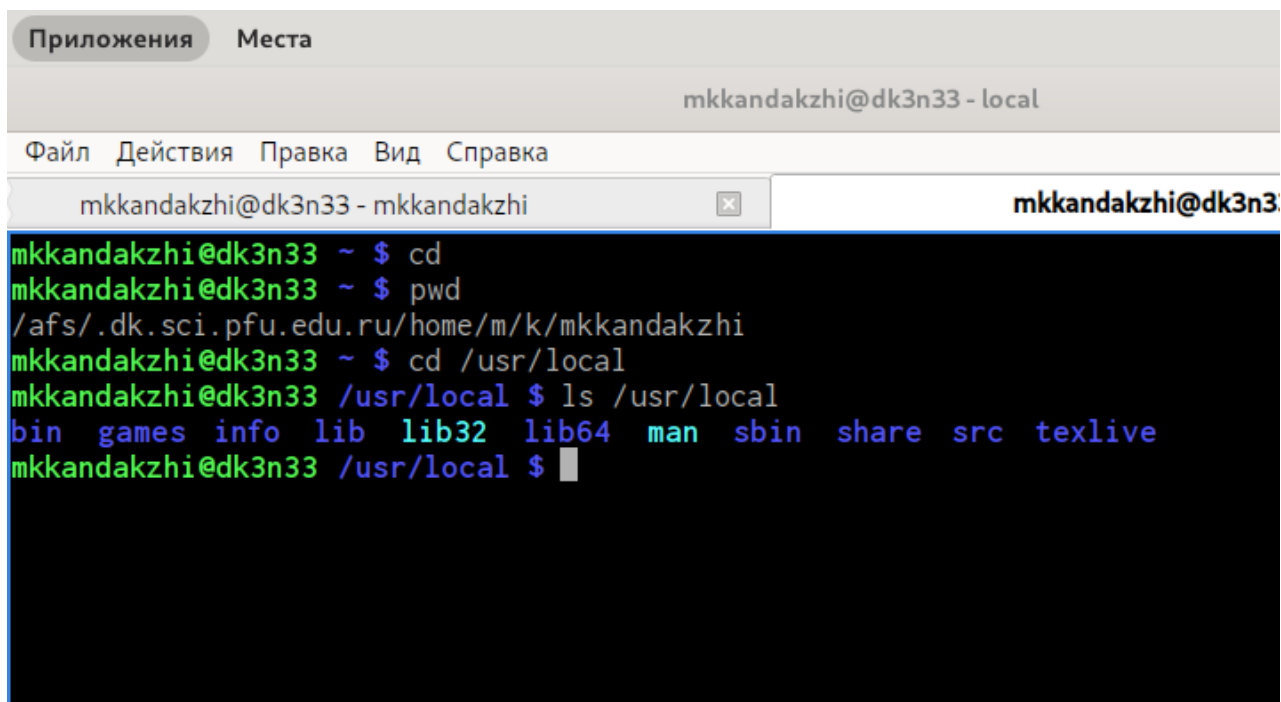 Приложения Места
mkkandakzhi@dk3n33 - local
Файл Действия Правка Вид Справка
mkkandakzhi@dk3n33 - mkkandakzhi mkkandakzhi@dk3n33
mkkandakzhi@dk3n33 ~ $ cd
mkkandakzhi@dk3n33 ~ $ pwd
/afs/.dk.sci.pfu.edu.ru/home/m/k/mkkandakzhi
mkkandakzhi@dk3n33 ~ $ cd /usr/local
mkkandakzhi@dk3n33 /usr/local $ ls /usr/local
bin games info lib lib32 lib64 man sbin share src texlive
mkkandakzhi@dk3n33 /usr/local $